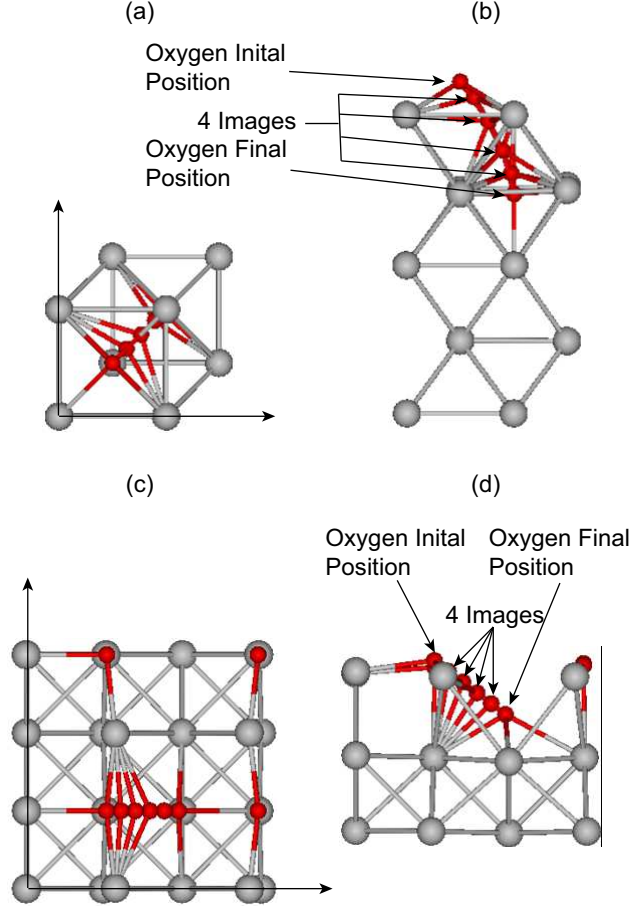 (a)
(b)
Oxygen Inital
Position
4 Images
Oxygen Final
Position
(c)
(d)
Oxygen Inital
Position
Oxygen Final
Position
4 Images